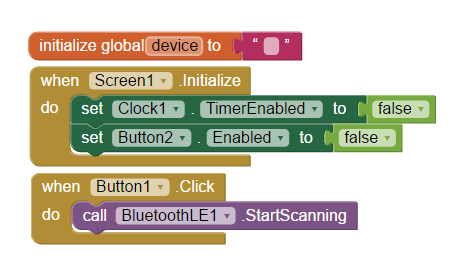 initialize global device to " "
when Screen1 .Initialize
do set Clock1 . TimerEnabled to false
set Button2 . Enabled to false
when Button1 .Click
do call BluetoothLE1 .StartScanning